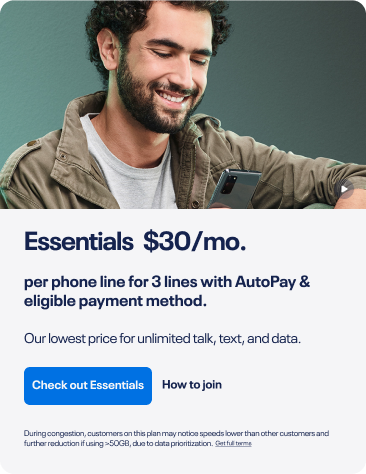 Essentials $30/mo.
per phone line for 3 lines with AutoPay &
eligible payment method.
Our lowest price for unlimited talk, text, and data.
Check out Essentials
How to join
During congestion, customers on this plan may notice speeds lower than other customers and
further reduction if using >50GB, due to data prioritization. Get full terms